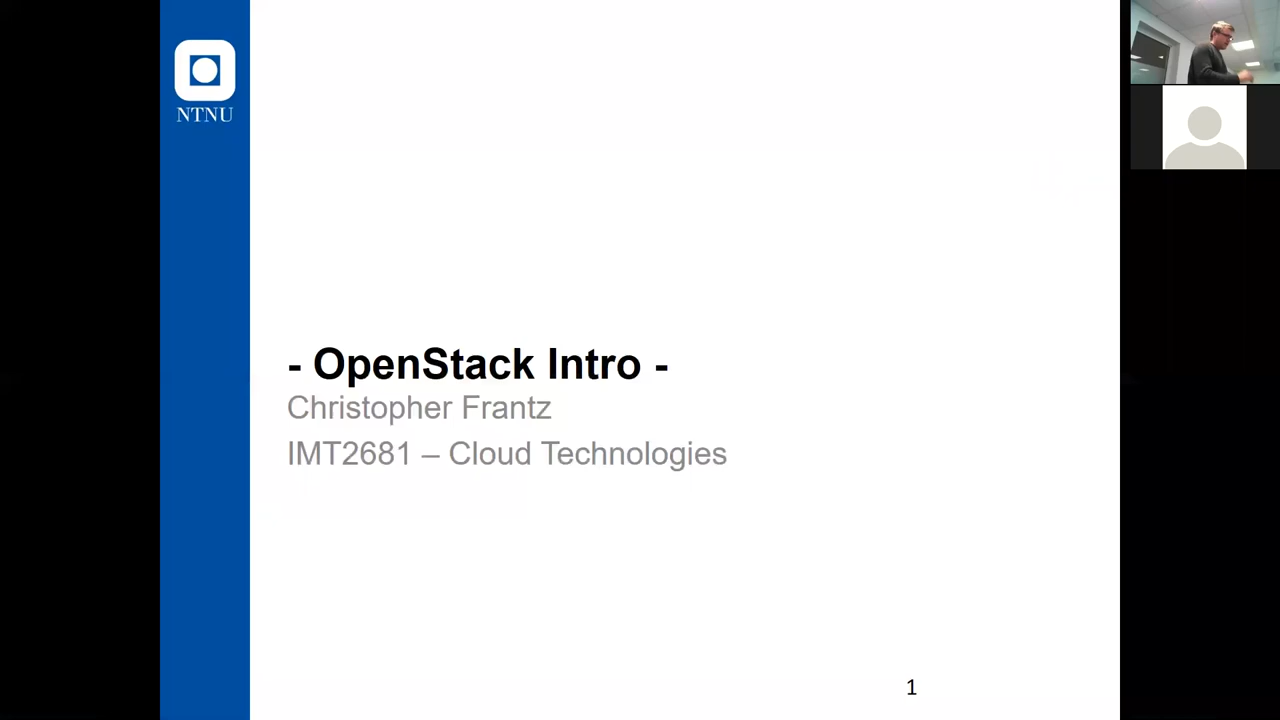 NTNU
- OpenStack Intro -
Christopher Frantz
IMT2681 – Cloud Technologies
1